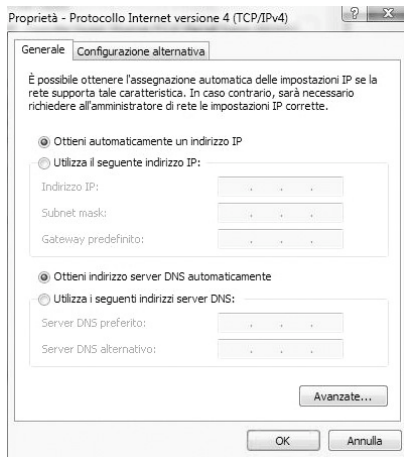 Proprietà - Protocollo Internet versione 4 (TCP/IPv4)
Generale
Configurazione alternativa
È possibile ottenere l'assegnazione automatica delle impostazioni IP se la
rete supporta tale caratteristica. In caso contrario, sarà necessario
richiedere all'amministratore di rete le impostazioni IP corrette.
Ottieni automaticamente un indirizzo IP
Utilizza il seguente indirizzo IP:
Indirizzo IP:
Subnet mask:
Gateway predefinito:
Ottieni indirizzo server DNS automaticamente
Utilizza i seguenti indirizzi server DNS:
Server DNS preferito:
Server DNS alternativo:
Avanzate...
OK
Annulla